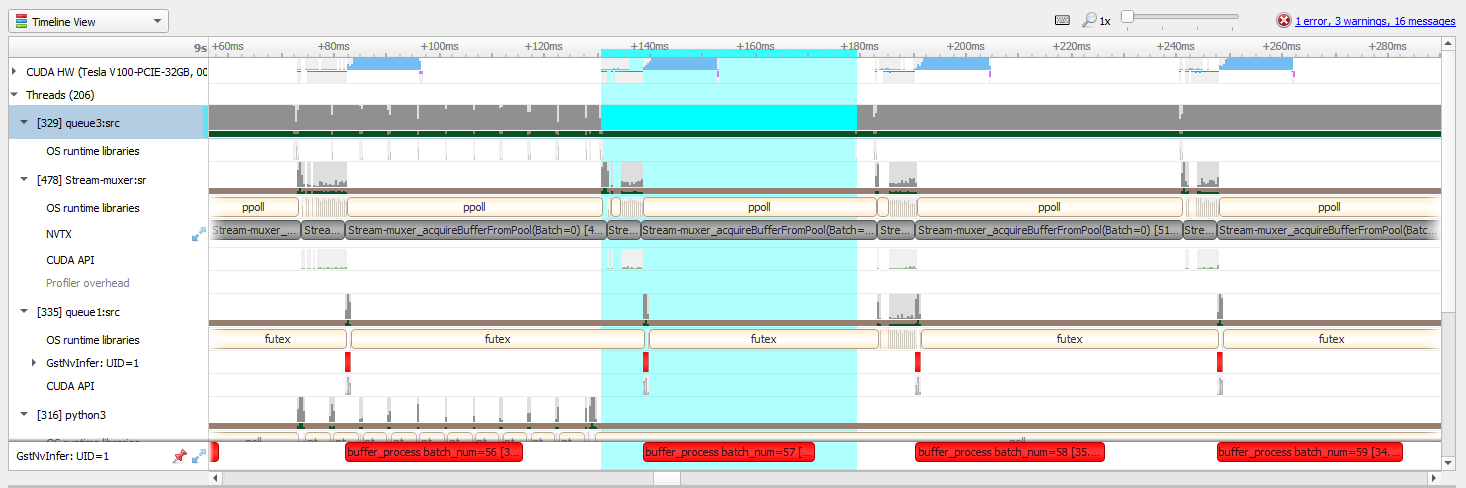 Timeline View 1x 1 error, 3 warnings, 16 messages
9s +60ms +80ms +100ms +120ms +140ms +160ms +180ms +200ms +220ms +240ms +260ms +280ms
CUDA HW (Tesla V100-PCIE-32GB, 00
Threads (206)
[329] queue3:src
OS runtime libraries
[478] Stream-muxer:sr
OS runtime libraries ppoll ppoll ppoll ppoll ppoll
NVTX Stream-muxer_... Strea... Stream-muxer_acquireBufferFromPool(Batch=0) [4... Stre... Stream-muxer_acquireBufferFromPool(Batch=... Stre... Stream-muxer_acquireBufferFromPool(Batch=0) [51... Stre... Stream-muxer_acquireBufferFromPool(Batc...
CUDA API
Profiler overhead
[335] queue1:src
OS runtime libraries futex futex futex futex futex
GstNvInfer: UID=1
CUDA API
[316] python3
GstNvInfer: UID=1 buffer_process batch_num=56 [3... buffer_process batch_num=57 [... buffer_process batch_num=58 [35.... buffer_process batch_num=59 [34....